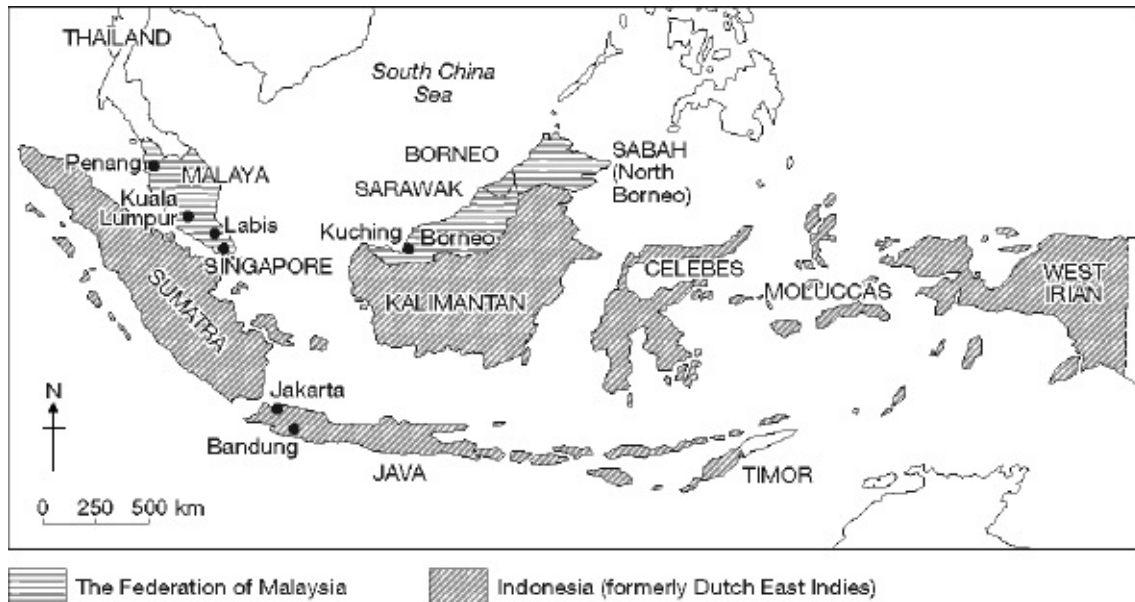 THAILAND
South China
Sea
Penang
MALAYA
Kuala
Lumpur
Labis
SINGAPORE
BORNEO
SARAWAK
SABAH
(North
Borneo)
Kuching
Borneo
SUMATRA
KALIMANTAN
CELEBES
MOLUCCAS
WEST
IRIAN
N
Jakarta
Bandung
JAVA
TIMOR
0 250 500 km
The Federation of Malaysia
Indonesia (formerly Dutch East Indies)